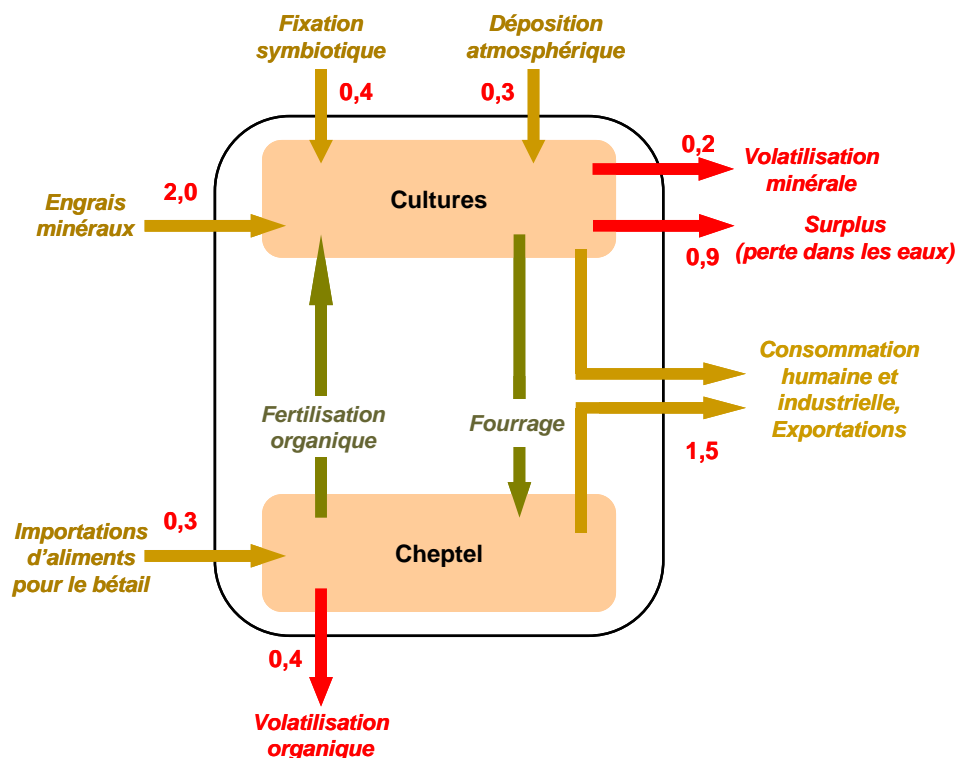 Fixation
symbiotique
Déposition
atmosphérique
0,4
0,3
0,2
Volatilisation
minérale
Engrais
minéraux
2,0
Cultures
Surplus
(perte dans les eaux)
0,9
Consommation
humaine et
industrielle,
Exportations
Fertilisation
organique
Fourrage
1,5
Importations
d’aliments
pour le bétail
0,3
Cheptel
0,4
Volatilisation
organique